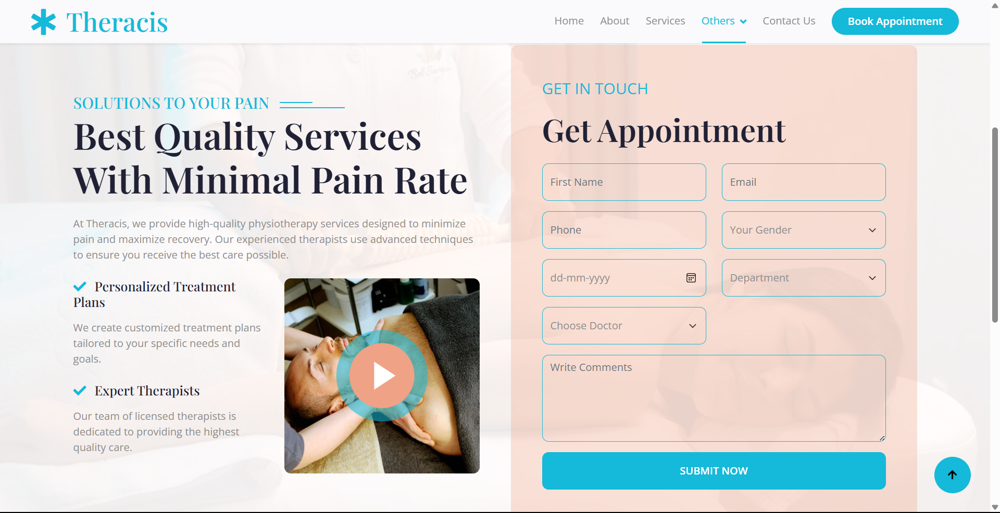 Theracis
Home
About
Services
Others
Contact Us
Book Appointment
SOLUTIONS TO YOUR PAIN
Best Quality Services
With Minimal Pain Rate
At Theracis, we provide high-quality physiotherapy services designed to minimize
pain and maximize recovery. Our experienced therapists use advanced techniques
to ensure you receive the best care possible.
Personalized Treatment
Plans
We create customized treatment plans
tailored to your specific needs and
goals.
Expert Therapists
Our team of licensed therapists is
dedicated to providing the highest
quality care.
GET IN TOUCH
Get Appointment
First Name
Email
Phone
Your Gender
dd-mm-yyyy
Department
Choose Doctor
Write Comments
SUBMIT NOW